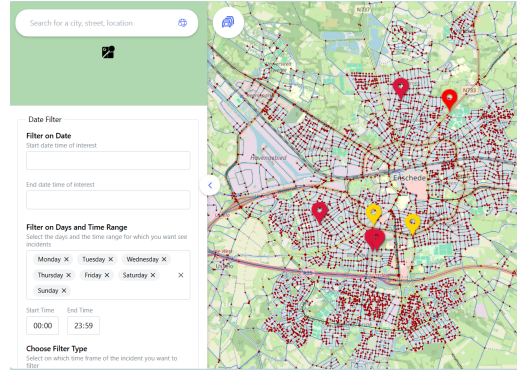 Search for a city, street, location
Date Filter
Filter on Date
Start date time of interest
End date time of interest
Filter on Days and Time Range
Select the days and the time range for which you want see
incidents
Monday ✕ Tuesday ✕ Wednesday ✕
Thursday ✕ Friday ✕ Saturday ✕ ✕
Sunday ✕
Start Time End Time
00:00 23:59
Choose Filter Type
Select on which time frame of the incident you want to
filter
N733
N733
Enschede